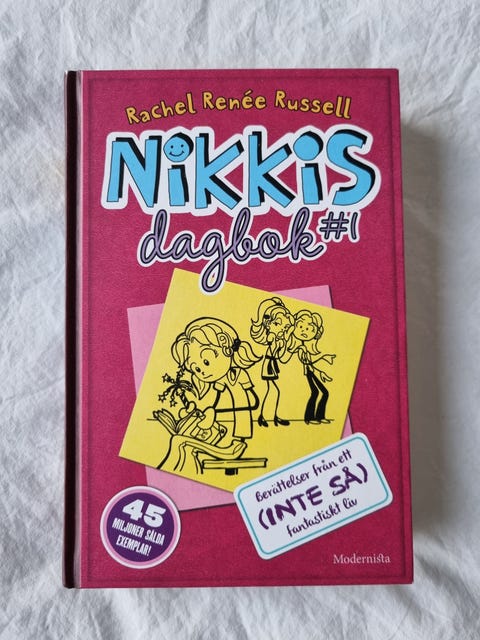 Rachel Renée Russell
NiKKiS
dagbok #1
Berättelser från ett
(INTE SÅ)
fantastiskt liv
45
MILJONER SÅLDA
EXEMPLAR!
Modernista